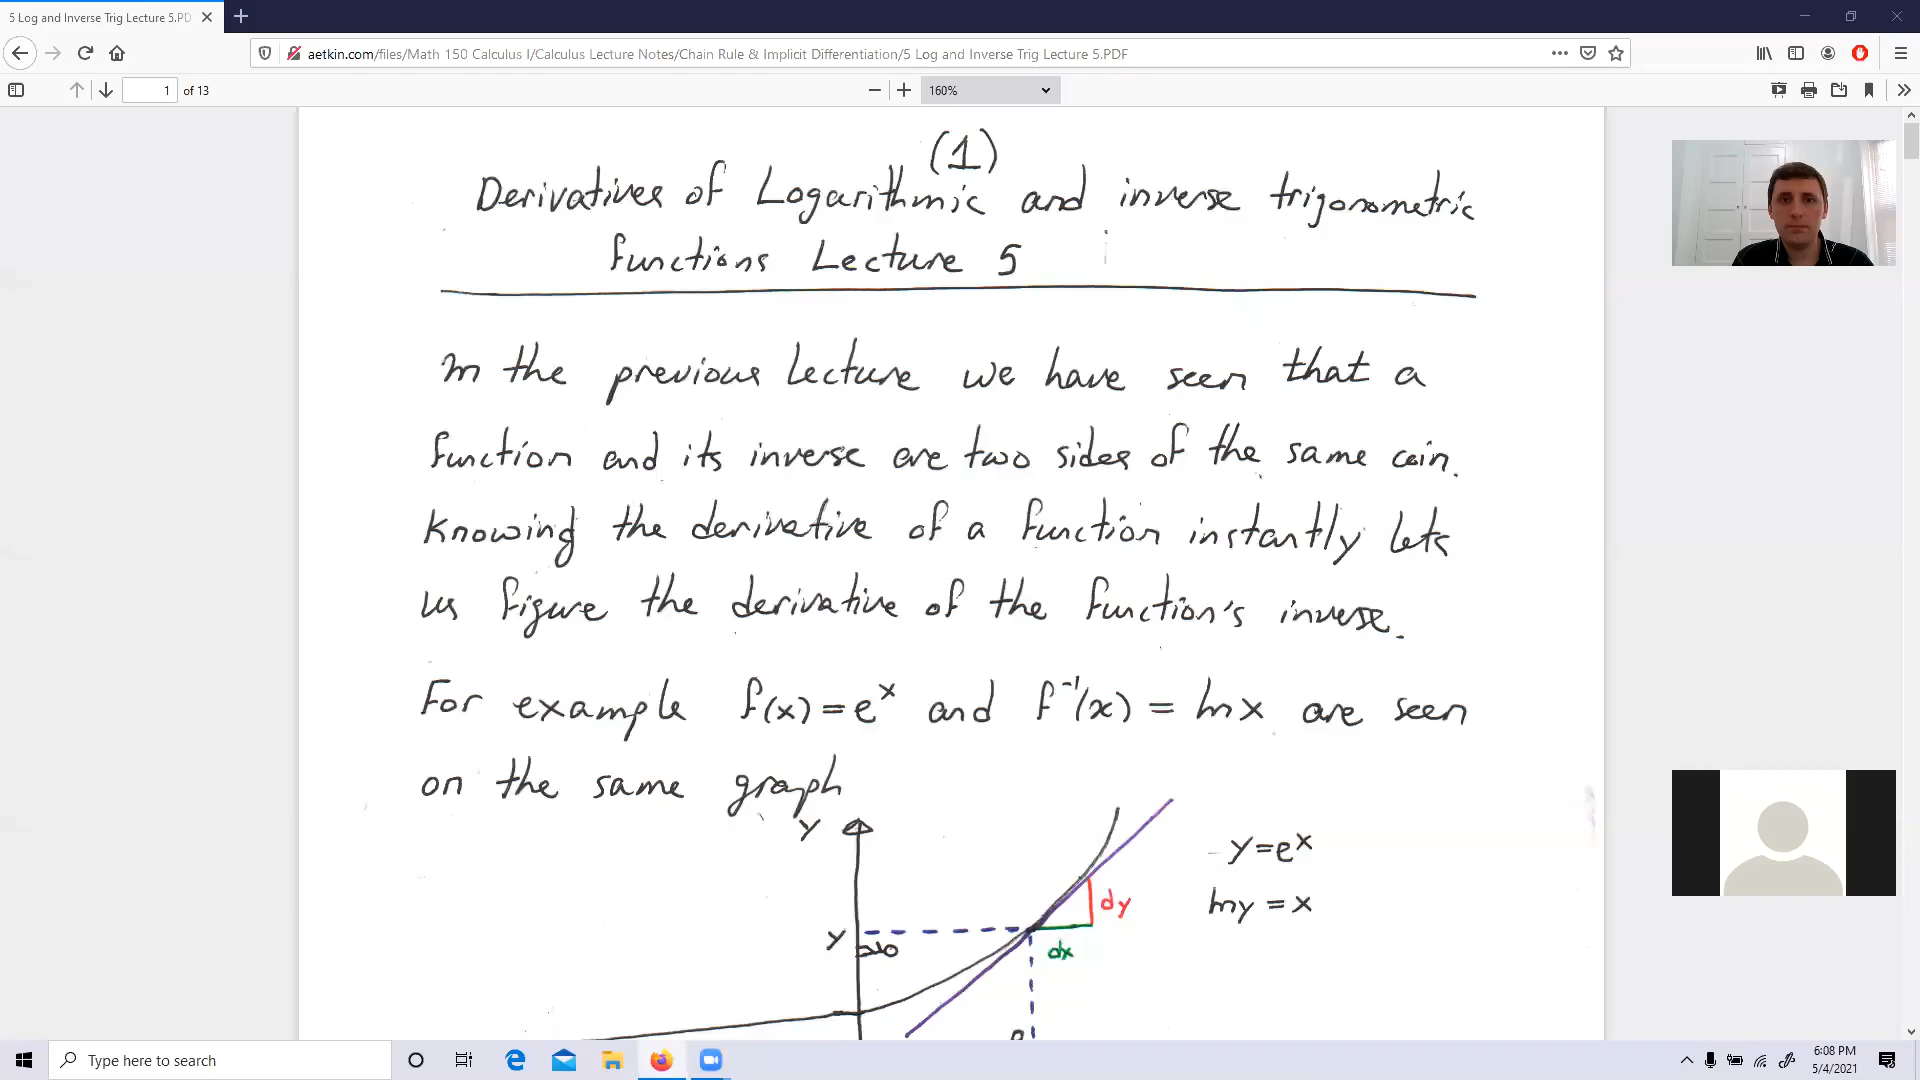 5 Log and Inverse Trig Lecture 5.PD
aetkin.com/files/Math 150 Calculus I/Calculus Lecture Notes/Chain Rule & Implicit Differentiation/5 Log and Inverse Trig Lecture 5.PDF
1 of 13
160%
(1)
Derivatives of Logarithmic and inverse trigonometric
functions Lecture 5
In the previous lecture we have seen that a
function and its inverse are two sides of the same coin.
Knowing the derivative of a function instantly lets
us figure the derivative of the function's inverse.
For example f(x) = e^x and f^-1(x) = ln x are seen
on the same graph
y
y = e^x
dy
ln y = x
y
dx
Type here to search
6:08 PM
5/4/2021